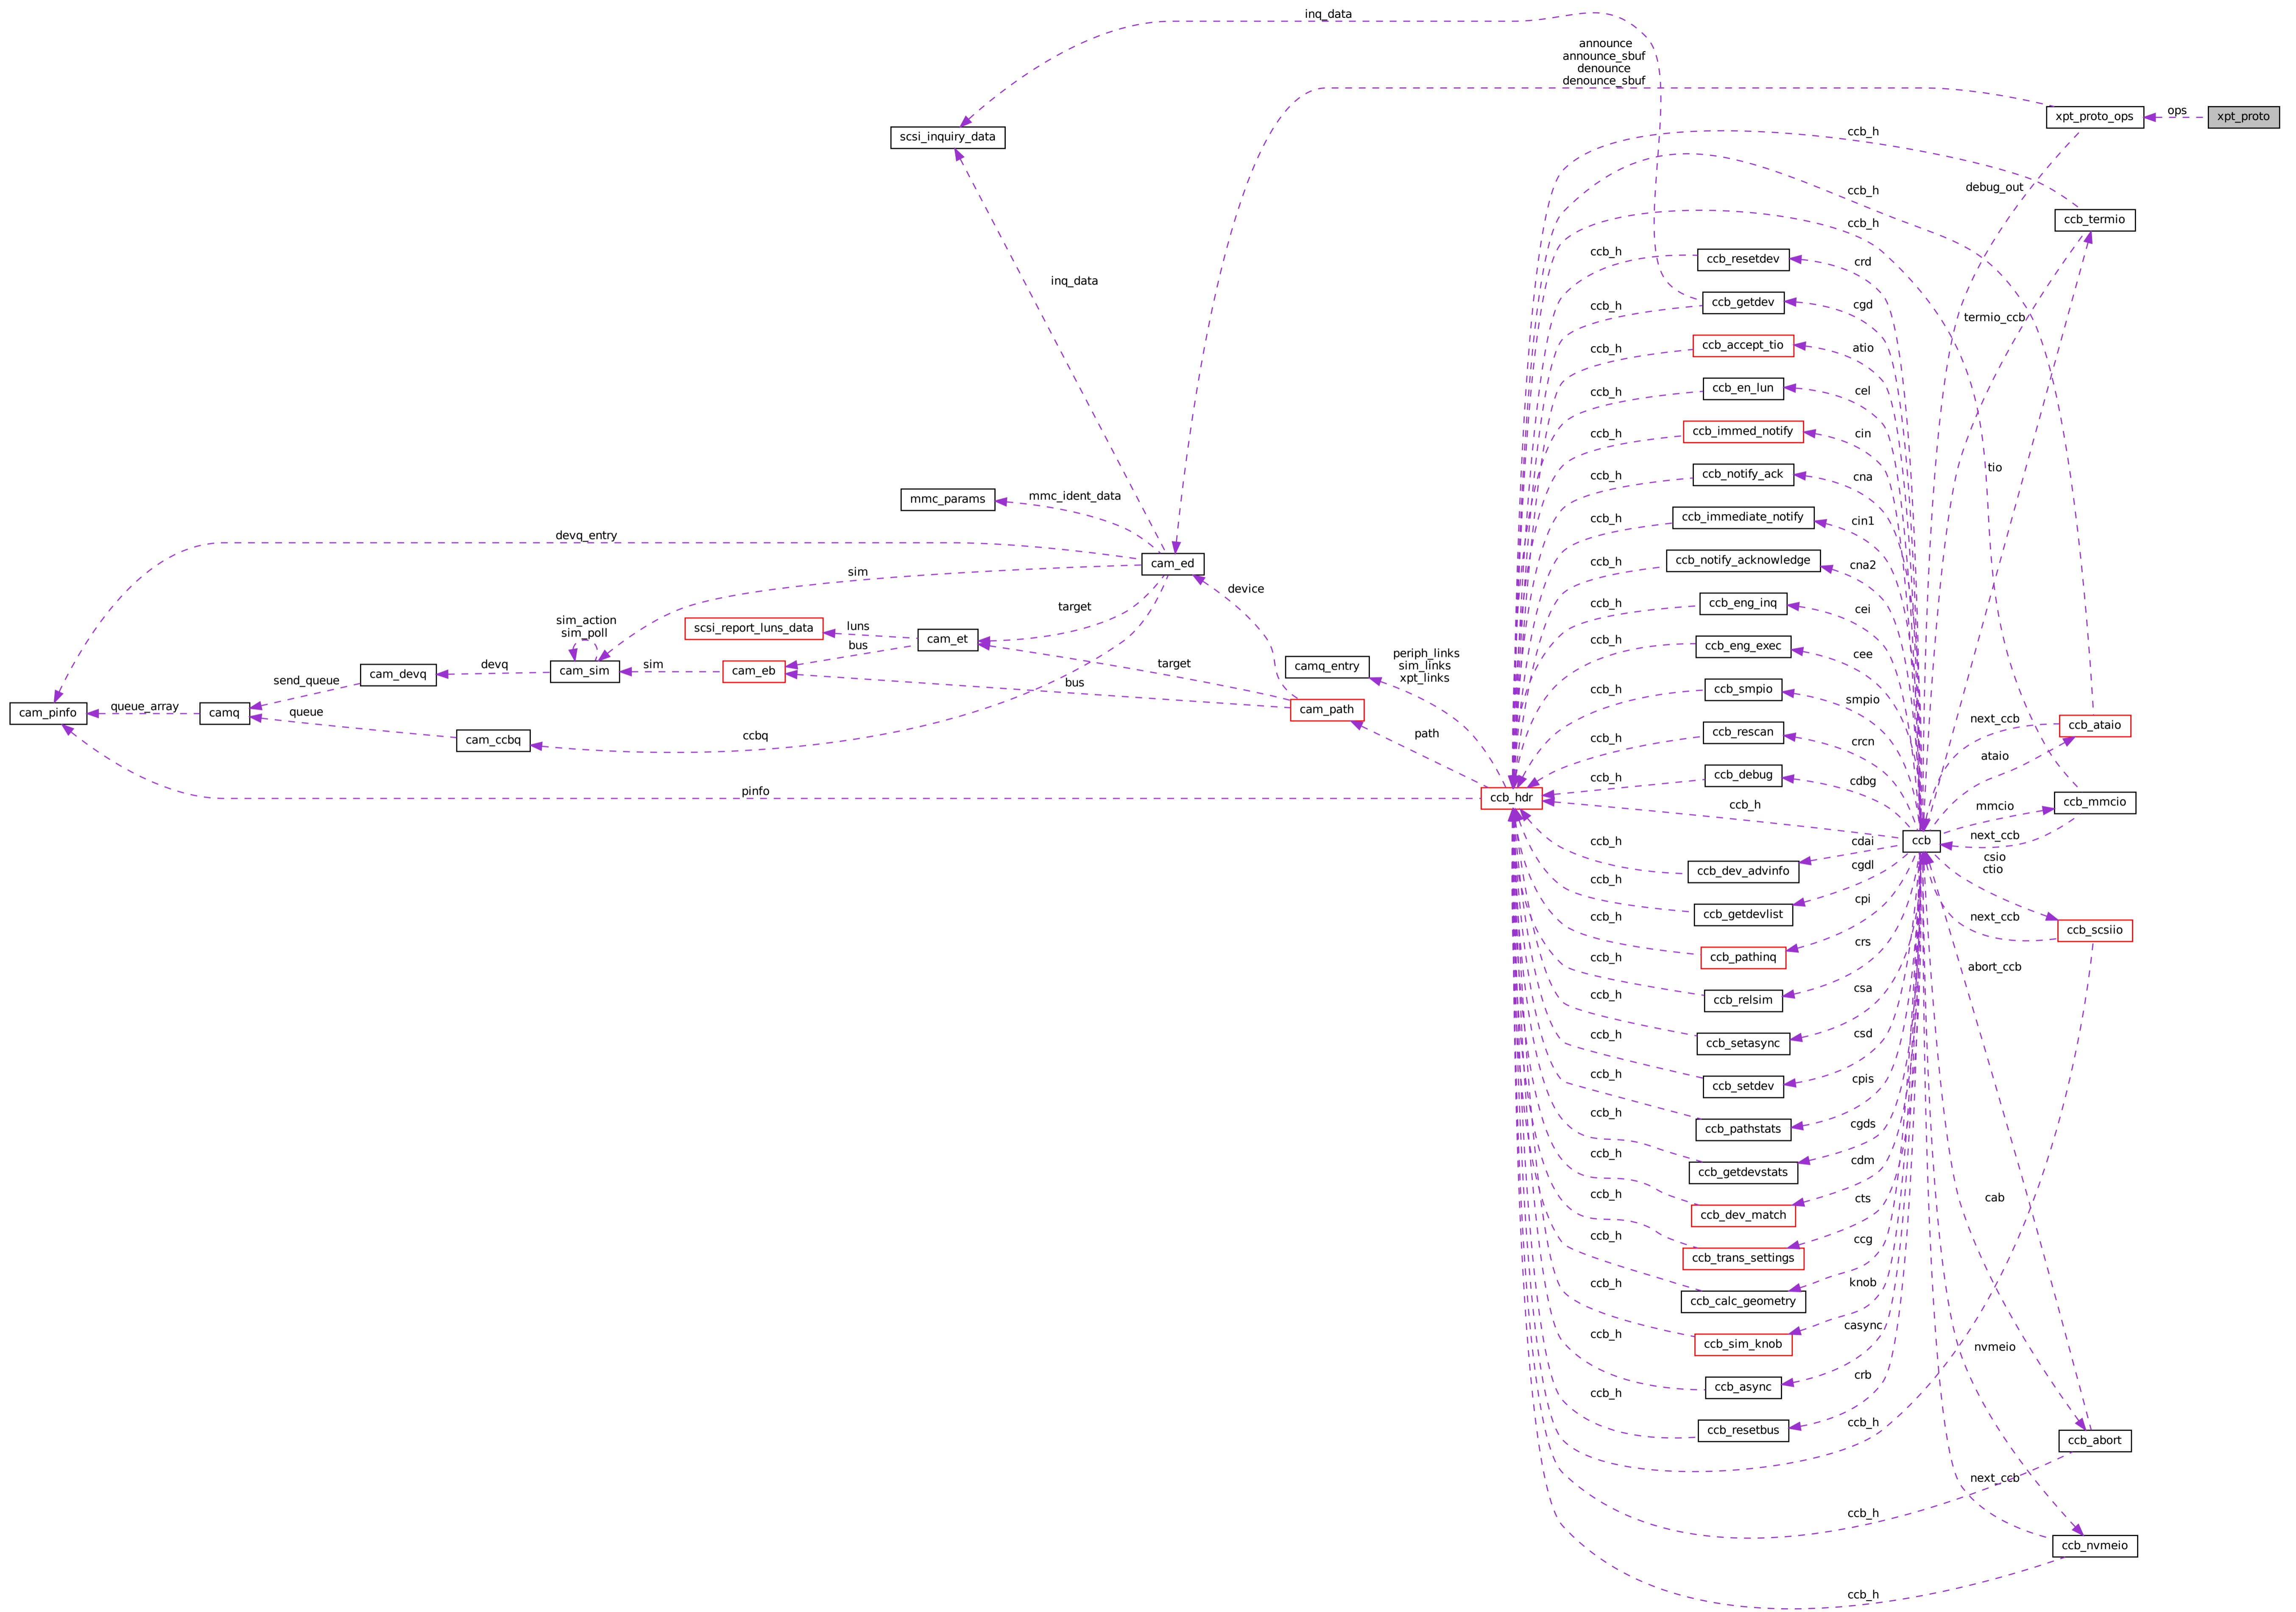 inq_data
announce
announce_sbuf
denounce
denounce_sbuf
xpt_proto_ops
ops
xpt_proto
scsi_inquiry_data
ccb_h
debug_out
ccb_h
ccb_termio
ccb_h
ccb_h
ccb_resetdev
crd
inq_data
ccb_h
ccb_getdev
cgd
termio_ccb
ccb_h
ccb_accept_tio
atio
ccb_h
ccb_en_lun
cel
ccb_h
ccb_immed_notify
cin
tio
ccb_h
ccb_notify_ack
cna
mmc_params
mmc_ident_data
ccb_h
ccb_immediate_notify
cin1
devq_entry
ccb_h
ccb_notify_acknowledge
cna2
cam_ed
sim
device
target
ccb_h
ccb_eng_inq
cei
sim_action
sim_poll
scsi_report_luns_data
luns
cam_et
bus
ccb_h
ccb_eng_exec
cee
periph_links
sim_links
xpt_links
camq_entry
cam_devq
devq
cam_sim
sim
cam_eb
target
bus
send_queue
ccb_h
ccb_smpio
smpio
cam_pinfo
queue_array
camq
queue
cam_path
path
next_ccb
ccb_ataio
cam_ccbq
ccbq
ccb_h
ccb_rescan
crcn
ataio
ccb_h
ccb_debug
cdbg
pinfo
ccb_hdr
ccb_h
mmcio
ccb_mmcio
next_ccb
ccb
ccb_h
cdai
ccb_dev_advinfo
csio
ctio
ccb_h
cgdl
ccb_getdevlist
ccb_h
cpi
next_ccb
ccb_scsiio
ccb_pathinq
ccb_h
crs
abort_ccb
ccb_relsim
ccb_h
csa
ccb_setasync
ccb_h
csd
ccb_setdev
ccb_h
cpis
ccb_pathstats
ccb_h
cgds
ccb_getdevstats
ccb_h
cdm
ccb_dev_match
ccb_h
cts
cab
ccb_trans_settings
ccb_h
ccg
ccb_calc_geometry
ccb_h
knob
ccb_sim_knob
ccb_h
casync
nvmeio
ccb_async
ccb_h
crb
ccb_resetbus
ccb_h
ccb_abort
next_ccb
ccb_h
ccb_nvmeio
ccb_h